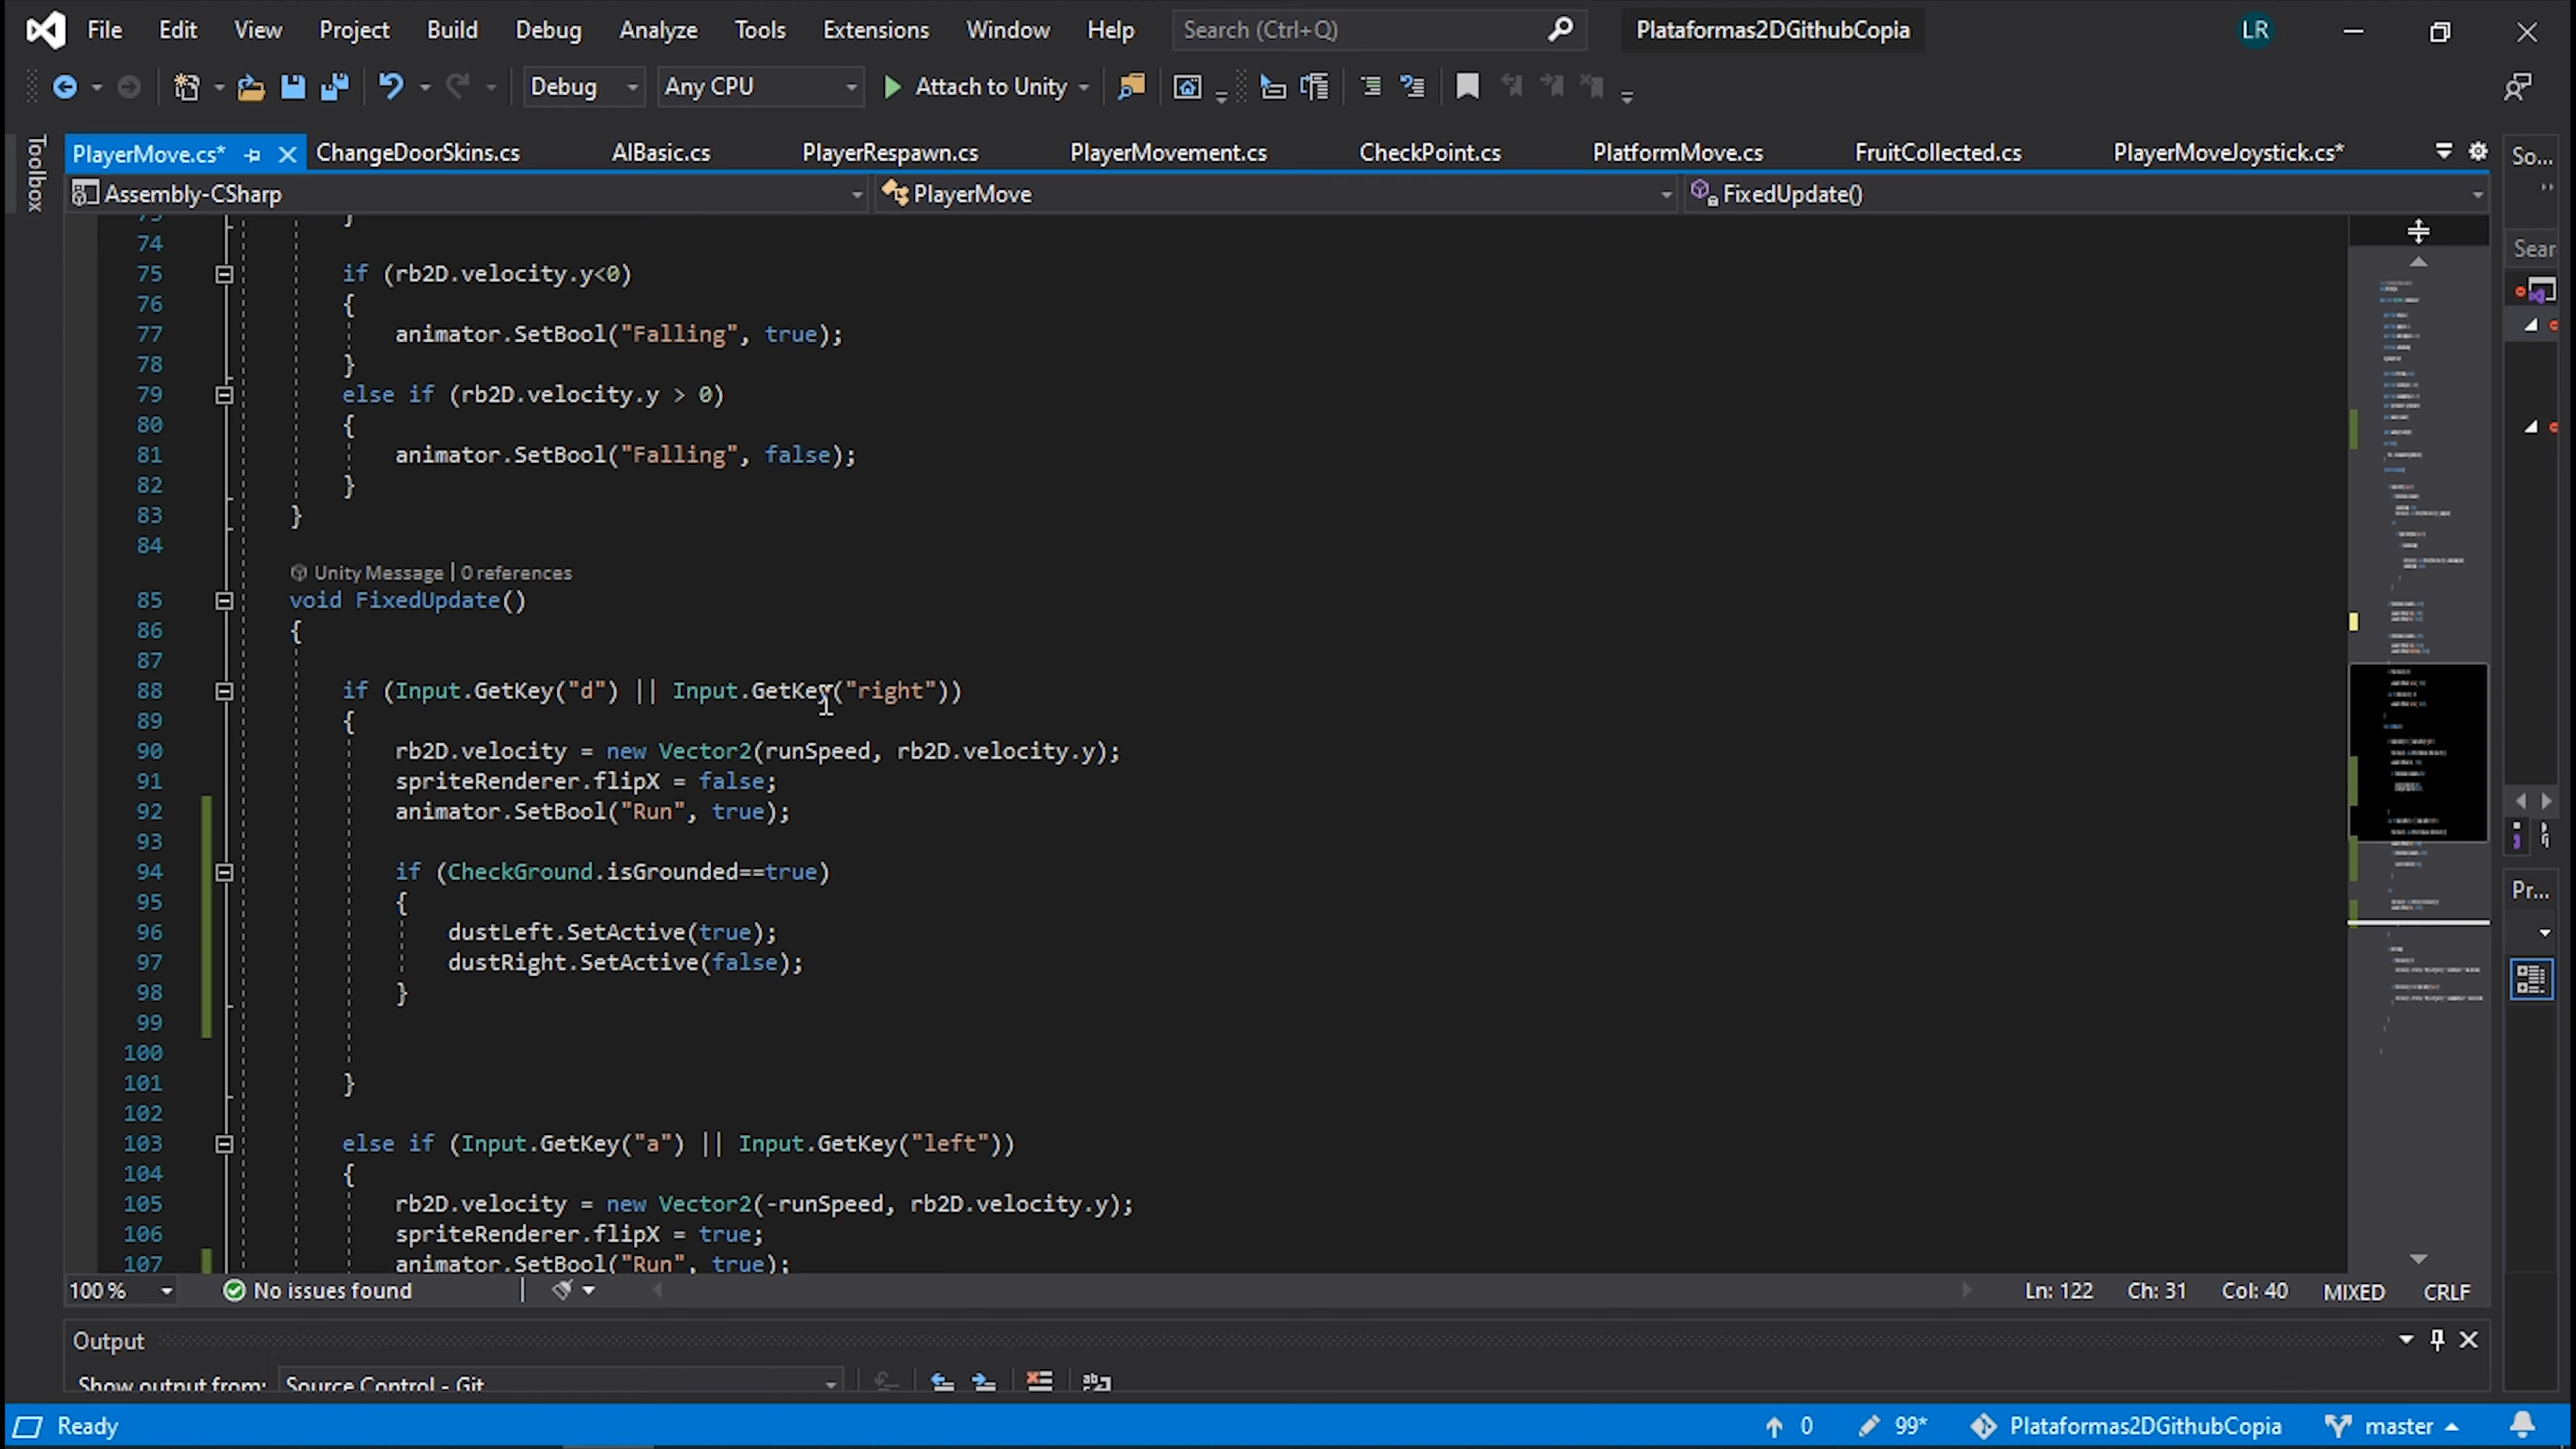 File Edit View Project Build Debug Analyze Tools Extensions Window Help Search (Ctrl+Q) Plataformas2DGithubCopia LR
Debug Any CPU Attach to Unity
Toolbox
PlayerMove.cs* ChangeDoorSkins.cs AIBasic.cs PlayerRespawn.cs PlayerMovement.cs CheckPoint.cs PlatformMove.cs FruitCollected.cs PlayerMoveJoystick.cs* So...
Assembly-CSharp PlayerMove FixedUpdate()
Sear
73 }
74
75 if (rb2D.velocity.y<0)
76 {
77 animator.SetBool("Falling", true);
78 }
79 else if (rb2D.velocity.y > 0)
80 {
81 animator.SetBool("Falling", false);
82 }
83 }
84
Unity Message | 0 references
85 void FixedUpdate()
86 {
87
88 if (Input.GetKey("d") || Input.GetKey("right"))
89 {
90 rb2D.velocity = new Vector2(runSpeed, rb2D.velocity.y);
91 spriteRenderer.flipX = false;
92 animator.SetBool("Run", true);
93
94 if (CheckGround.isGrounded==true)
95 {
96 dustLeft.SetActive(true);
97 dustRight.SetActive(false);
98 }
99
100
101 }
102
103 else if (Input.GetKey("a") || Input.GetKey("left"))
104 {
105 rb2D.velocity = new Vector2(-runSpeed, rb2D.velocity.y);
106 spriteRenderer.flipX = true;
107 animator.SetBool("Run", true);
Pr...
100 % No issues found Ln: 122 Ch: 31 Col: 40 MIXED CRLF
Output
Show output from: Source Control - Git
Ready 0 99* Plataformas2DGithubCopia master